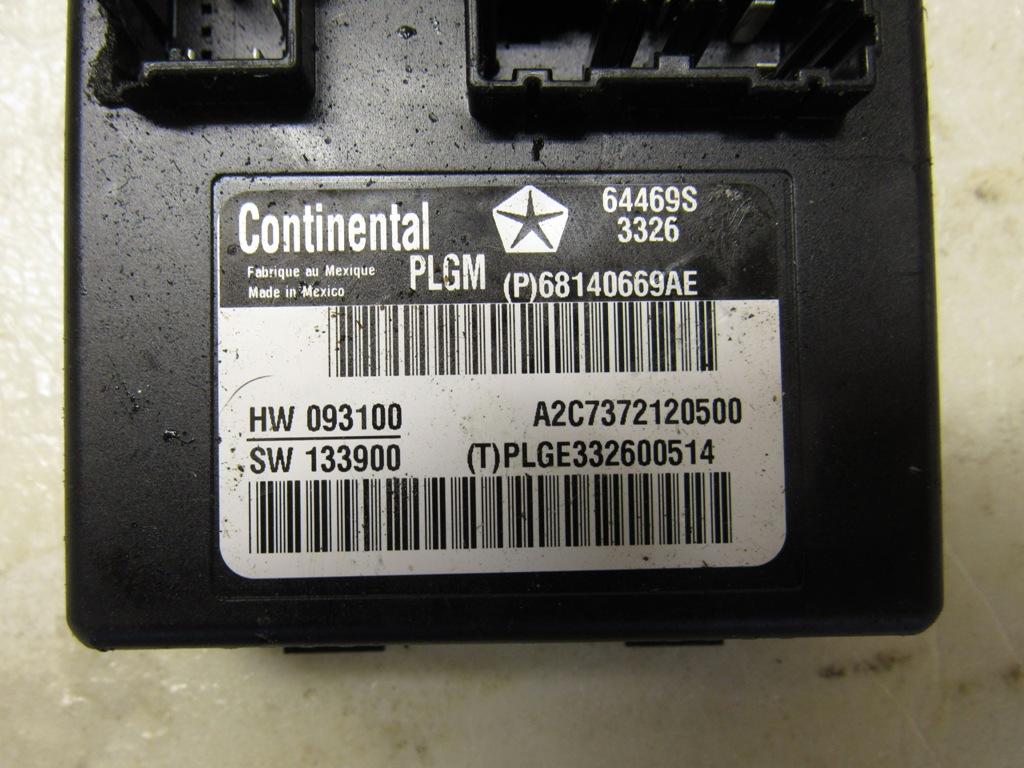 Continental
64469S
3326
Fabrique au Mexique
Made in Mexico
PLGM (P)68140669AE
HW 093100
A2C7372120500
SW 133900
(T)PLGE332600514